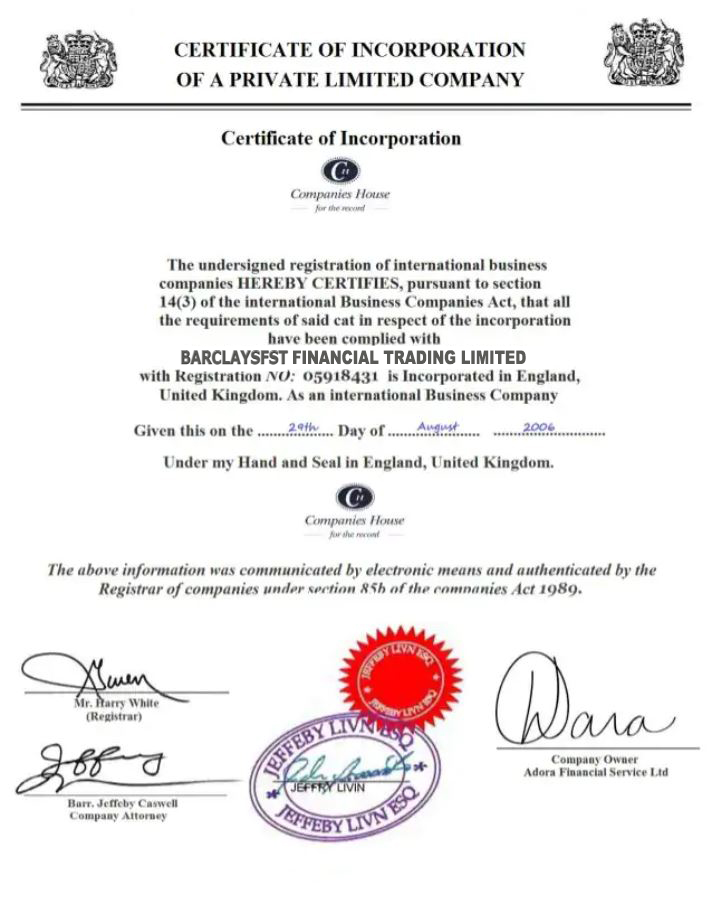 CERTIFICATE OF INCORPORATION
OF A PRIVATE LIMITED COMPANY
Certificate of Incorporation
CH
Companies House
for the record
The undersigned registration of international business
companies HEREBY CERTIFIES, pursuant to section
14(3) of the international Business Companies Act, that all
the requirements of said cat in respect of the incorporation
have been complied with
BARCLAYSFST FINANCIAL TRADING LIMITED
with Registration NO: 05918431 is Incorporated in England,
United Kingdom. As an international Business Company
Given this on the ..........29th.......... Day of ..........August.......... ..........2006..........
Under my Hand and Seal in England, United Kingdom.
CH
Companies House
for the record
The above information was communicated by electronic means and authenticated by the
Registrar of companies under section 85b of the companies Act 1989.
Mr. Harry White
(Registrar)
Barr. Jeffeby Caswell
Company Attorney
JEFFEBY LIVN ESQ
JEFFEBY LIVN ESQ
JEFFEBY LIVN ESQ
JEFFRY LIVIN
JEFFEBY LIVN ESQ
Dara
Company Owner
Adora Financial Service Ltd